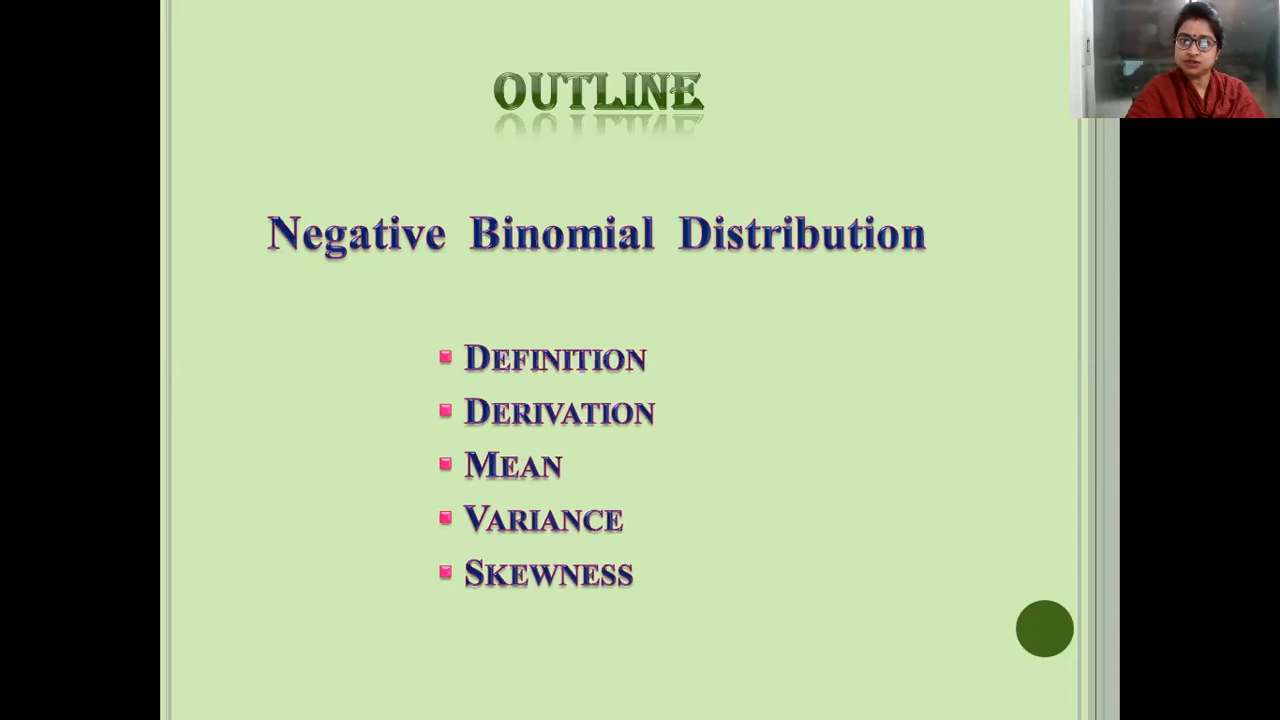 OUTLINE
Negative Binomial Distribution
DEFINITION
DERIVATION
MEAN
VARIANCE
SKEWNESS